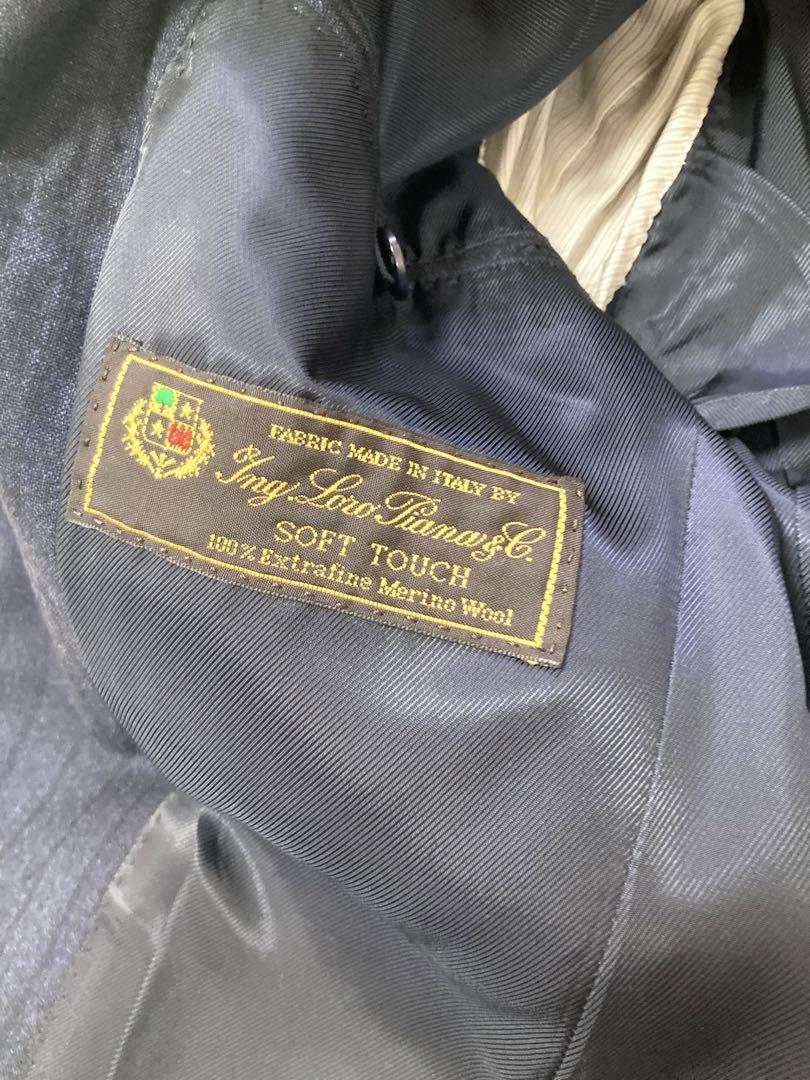 FABRIC MADE IN ITALY BY
Ing. Loro Piana & C.
SOFT TOUCH
100% Extrafine Merino Wool